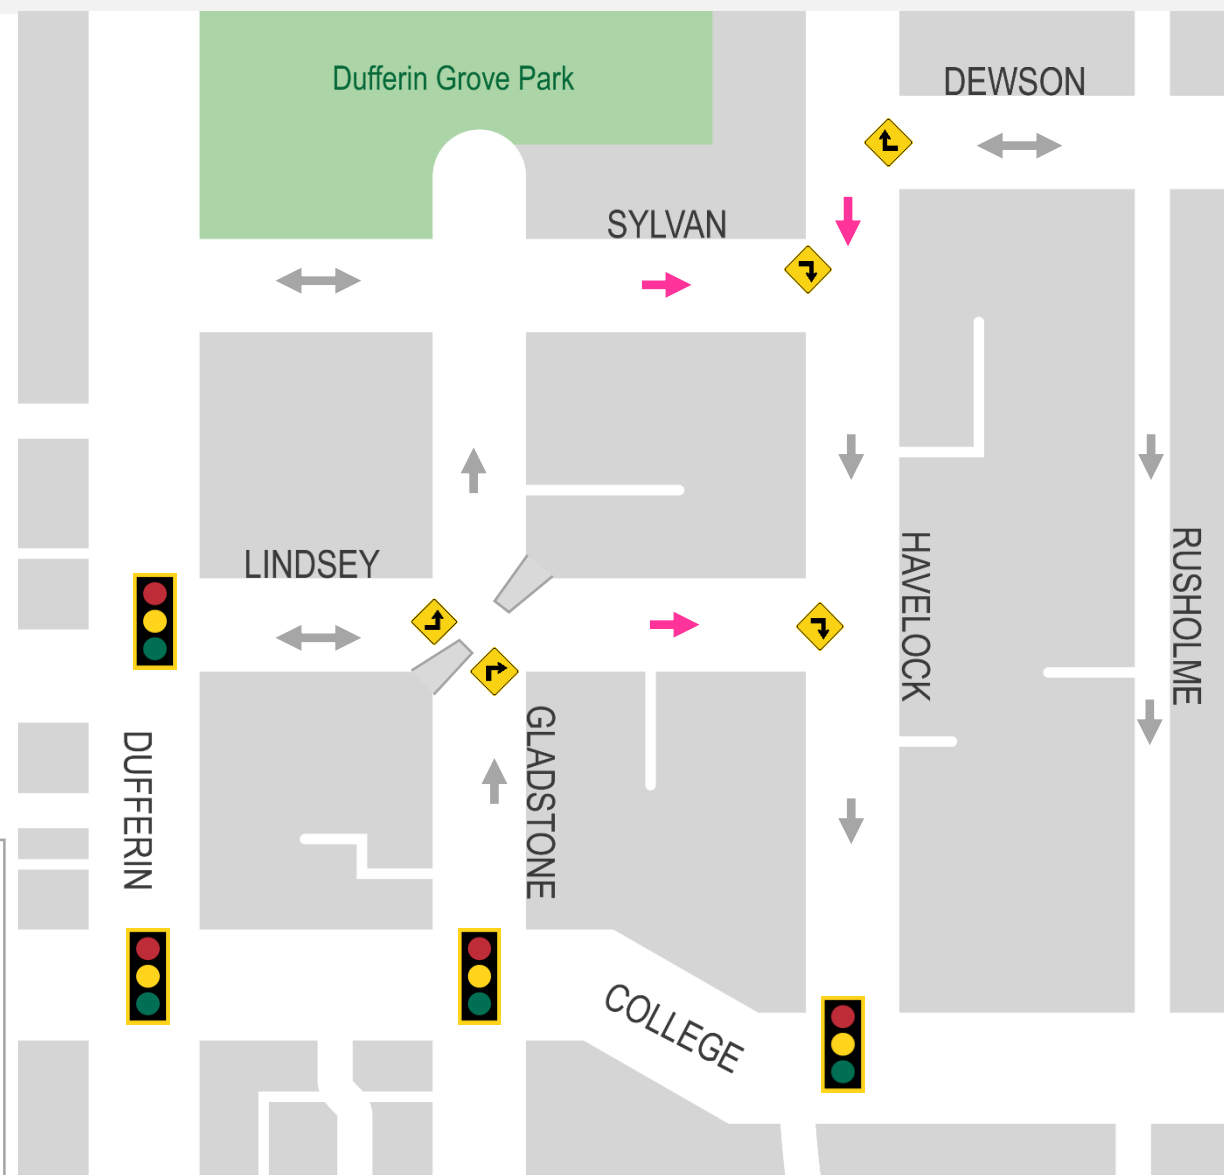 Dufferin Grove Park
DEWSON
SYLVAN
LINDSEY
HAVELOCK
RUSHOLME
DUFFERIN
GLADSTONE
COLLEGE